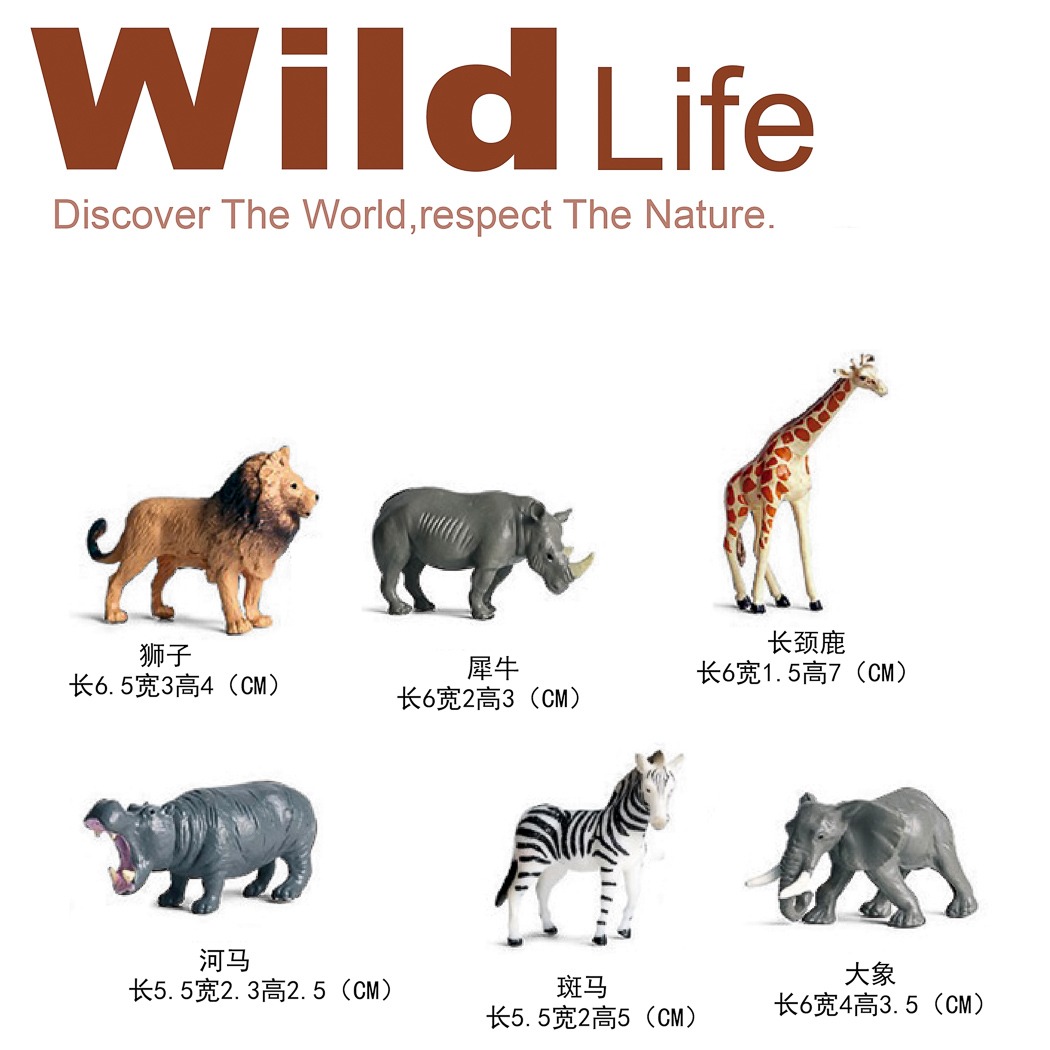 Wild Life
Discover The World,respect The Nature.
狮子
长6.5宽3高4（CM）
犀牛
长6宽2高3（CM）
长颈鹿
长6宽1.5高7（CM）
河马
长5.5宽2.3高2.5（CM）
斑马
长5.5宽2高5（CM）
大象
长6宽4高3.5（CM）